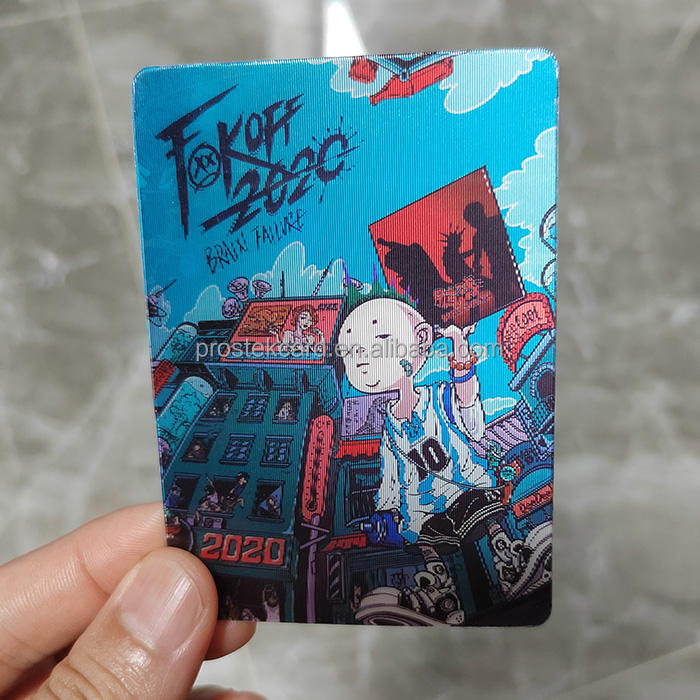 FOKOFF
2020
BRAIN FAILURE
prostekcard.en.alibaba.com
10
2020